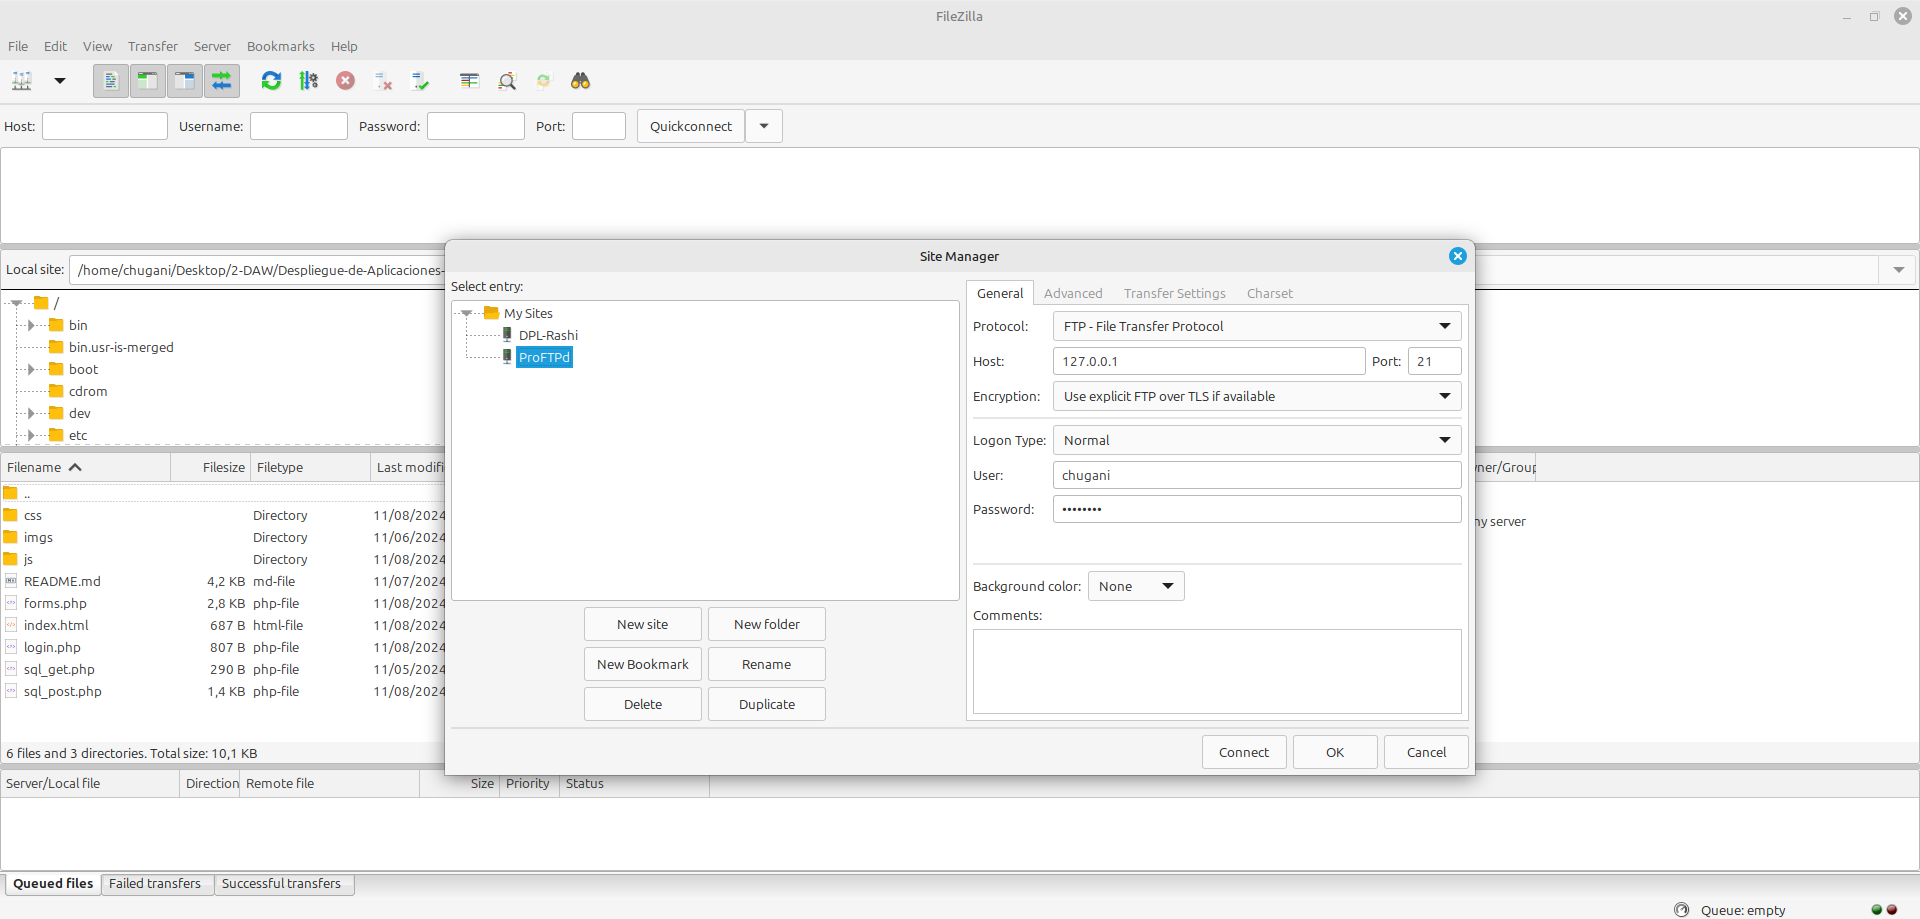 FileZilla
File Edit View Transfer Server Bookmarks Help
Host: Username: Password: Port: Quickconnect
Local site: /home/chugani/Desktop/2-DAW/Despliegue-de-Aplicaciones-
/
bin
bin.usr-is-merged
boot
cdrom
dev
etc
Filename Filesize Filetype Last modifi
..
css Directory 11/08/2024
imgs Directory 11/06/2024
js Directory 11/08/2024
README.md 4,2 KB md-file 11/07/2024
forms.php 2,8 KB php-file 11/08/2024
index.html 687 B html-file 11/08/2024
login.php 807 B php-file 11/08/2024
sql_get.php 290 B php-file 11/05/2024
sql_post.php 1,4 KB php-file 11/08/2024
6 files and 3 directories. Total size: 10,1 KB
Site Manager
Select entry:
My Sites
DPL-Rashi
ProFTPd
New site New folder
New Bookmark Rename
Delete Duplicate
General Advanced Transfer Settings Charset
Protocol: FTP - File Transfer Protocol
Host: 127.0.0.1 Port: 21
Encryption: Use explicit FTP over TLS if available
Logon Type: Normal
User: chugani
Password: ••••••••
Background color: None
Comments:
Connect OK Cancel
ner/Group
ny server
Server/Local file Direction Remote file Size Priority Status
Queued files Failed transfers Successful transfers
Queue: empty